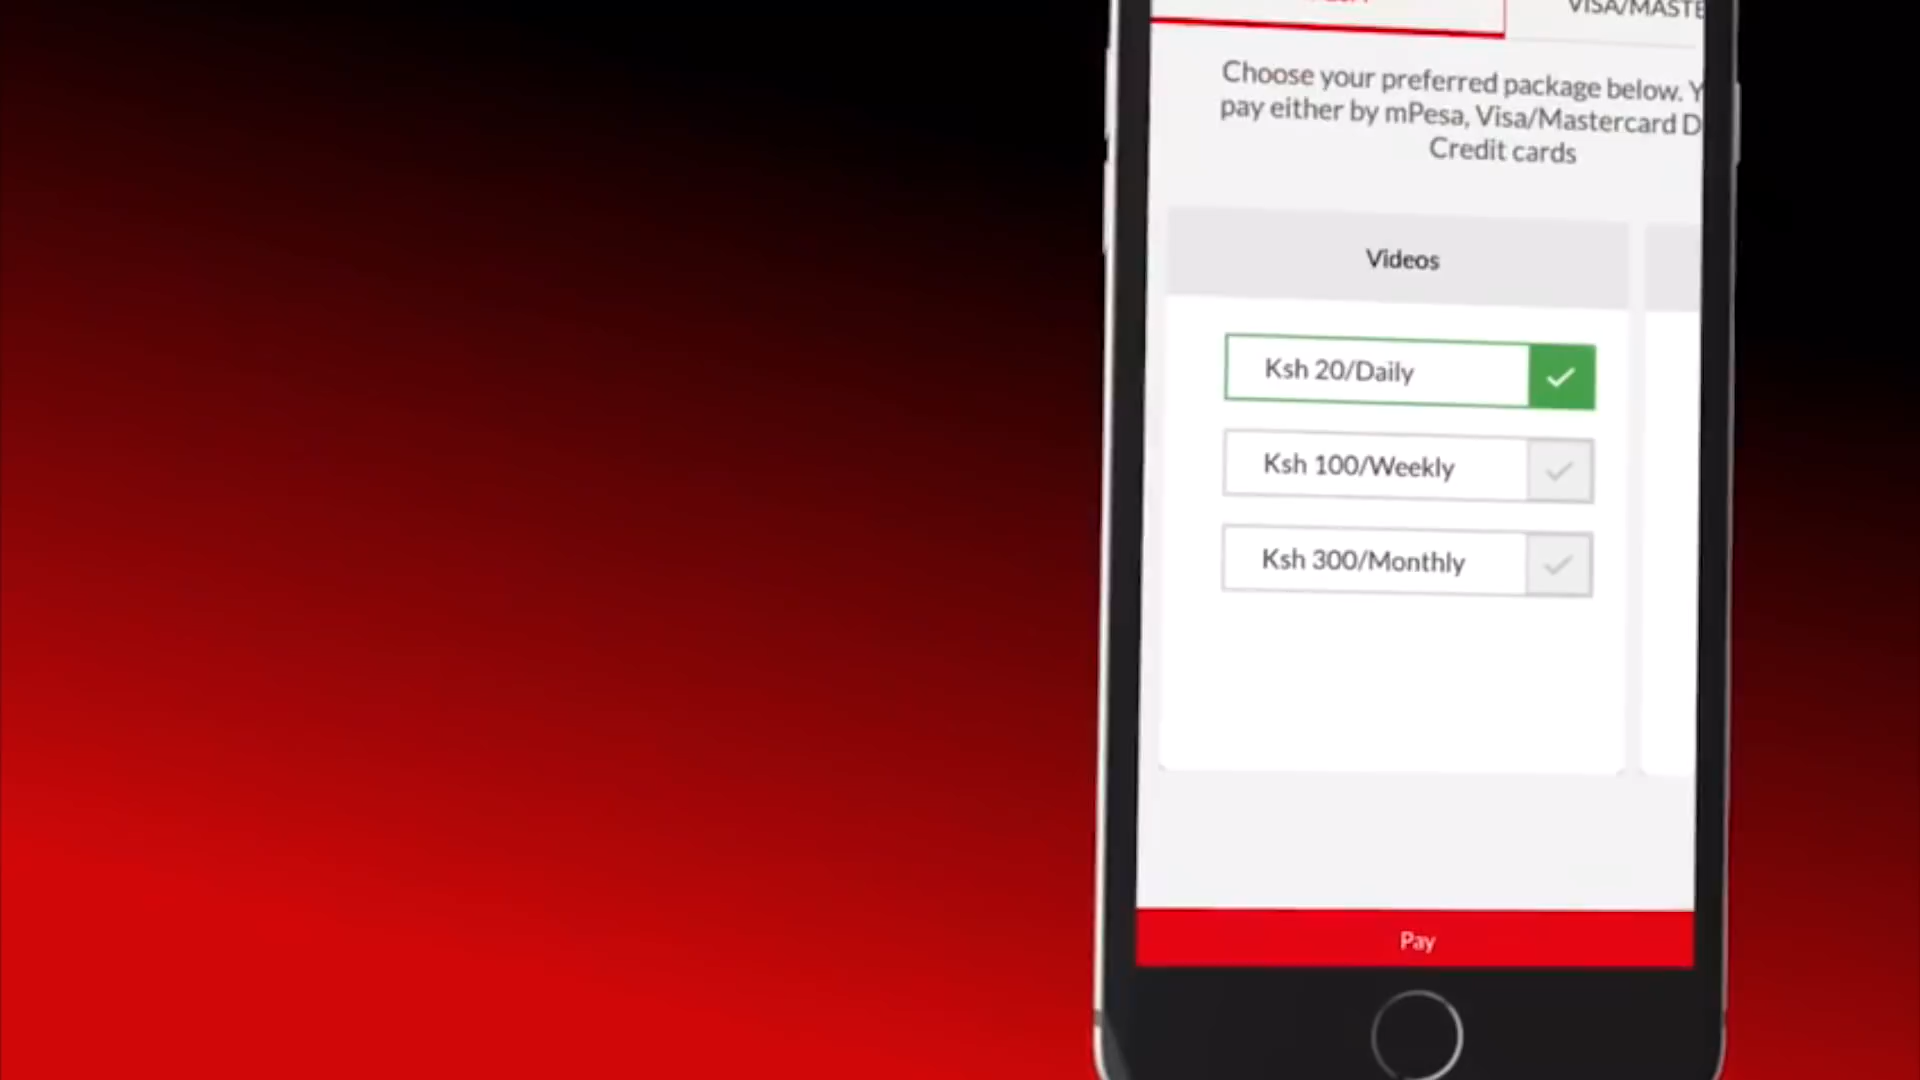 VISA/MASTE
Choose your preferred package below. Y
pay either by mPesa, Visa/Mastercard D
Credit cards
Videos
Ksh 20/Daily
Ksh 100/Weekly
Ksh 300/Monthly
Pay